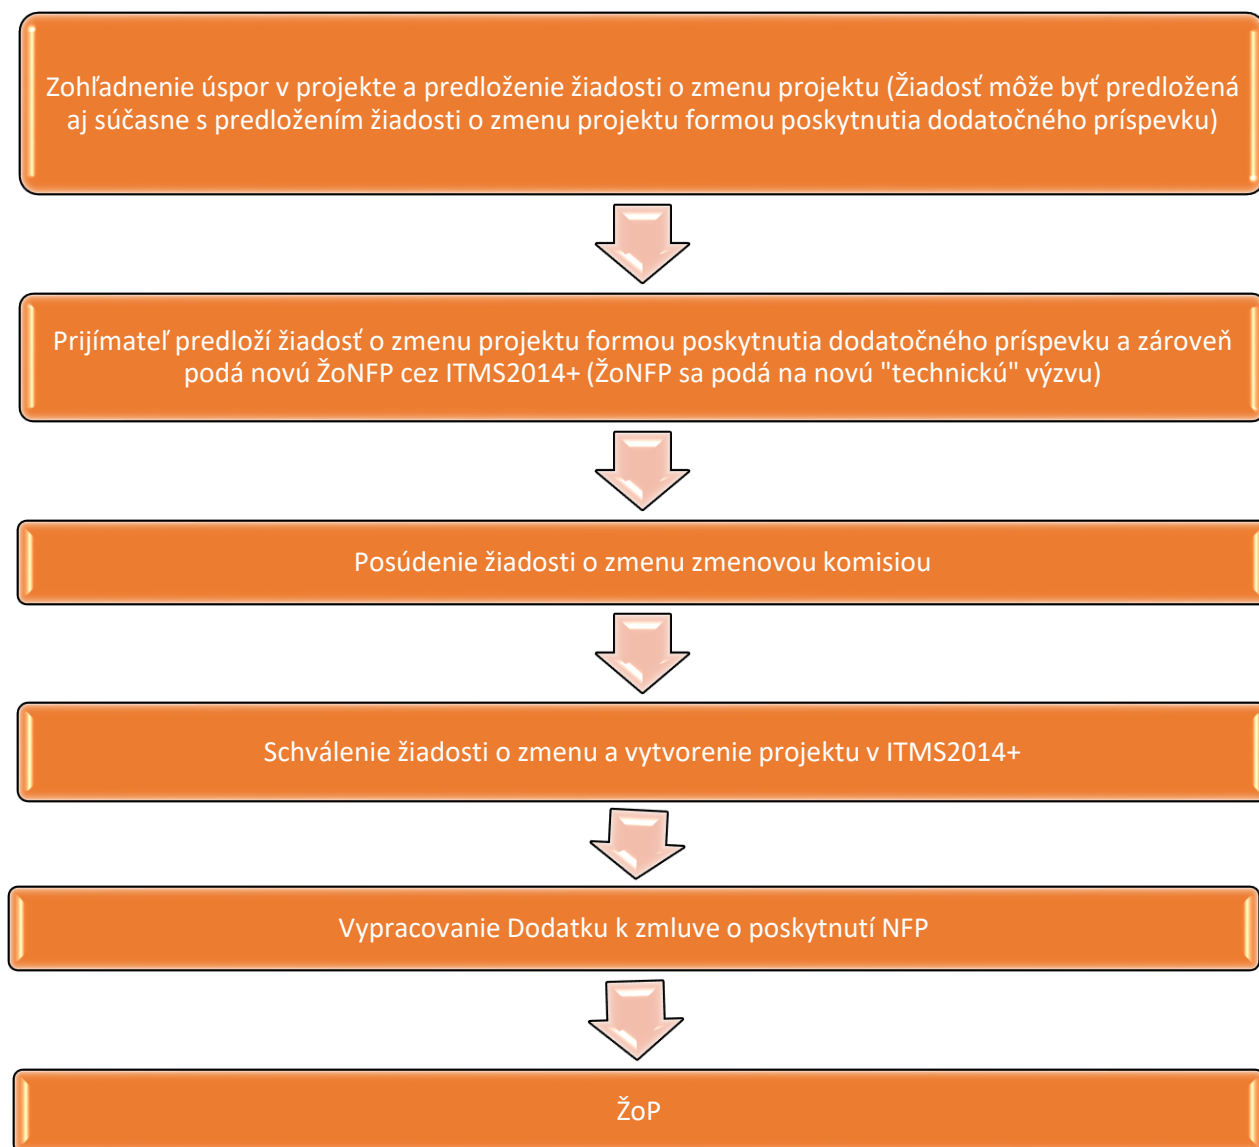 Zohľadnenie úspor v projekte a predloženie žiadosti o zmenu projektu (Žiadosť môže byť predložená
aj súčasne s predložením žiadosti o zmenu projektu formou poskytnutia dodatočného príspevku)
Prijímateľ predloží žiadosť o zmenu projektu formou poskytnutia dodatočného príspevku a zároveň
podá novú ŽoNFP cez ITMS2014+ (ŽoNFP sa podá na novú "technickú" výzvu)
Posúdenie žiadosti o zmenu zmenovou komisiou
Schválenie žiadosti o zmenu a vytvorenie projektu v ITMS2014+
Vypracovanie Dodatku k zmluve o poskytnutí NFP
ŽoP